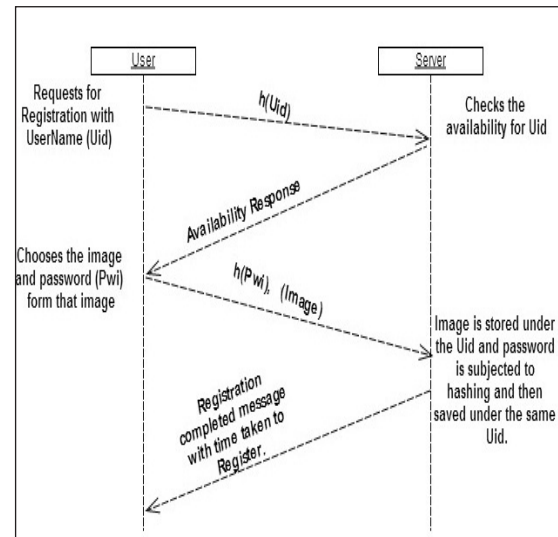 User
Server
Requests for
Registration with
UserName (Uid)
h(Uid)
Checks the
availability for Uid
Availability Response
Chooses the image
and password (Pwi)
form that image
h(Pwi), (Image)
Image is stored under
the Uid and password
is subjected to
hashing and then
saved under the same
Uid.
Registration
completed message
with time taken to
Register.